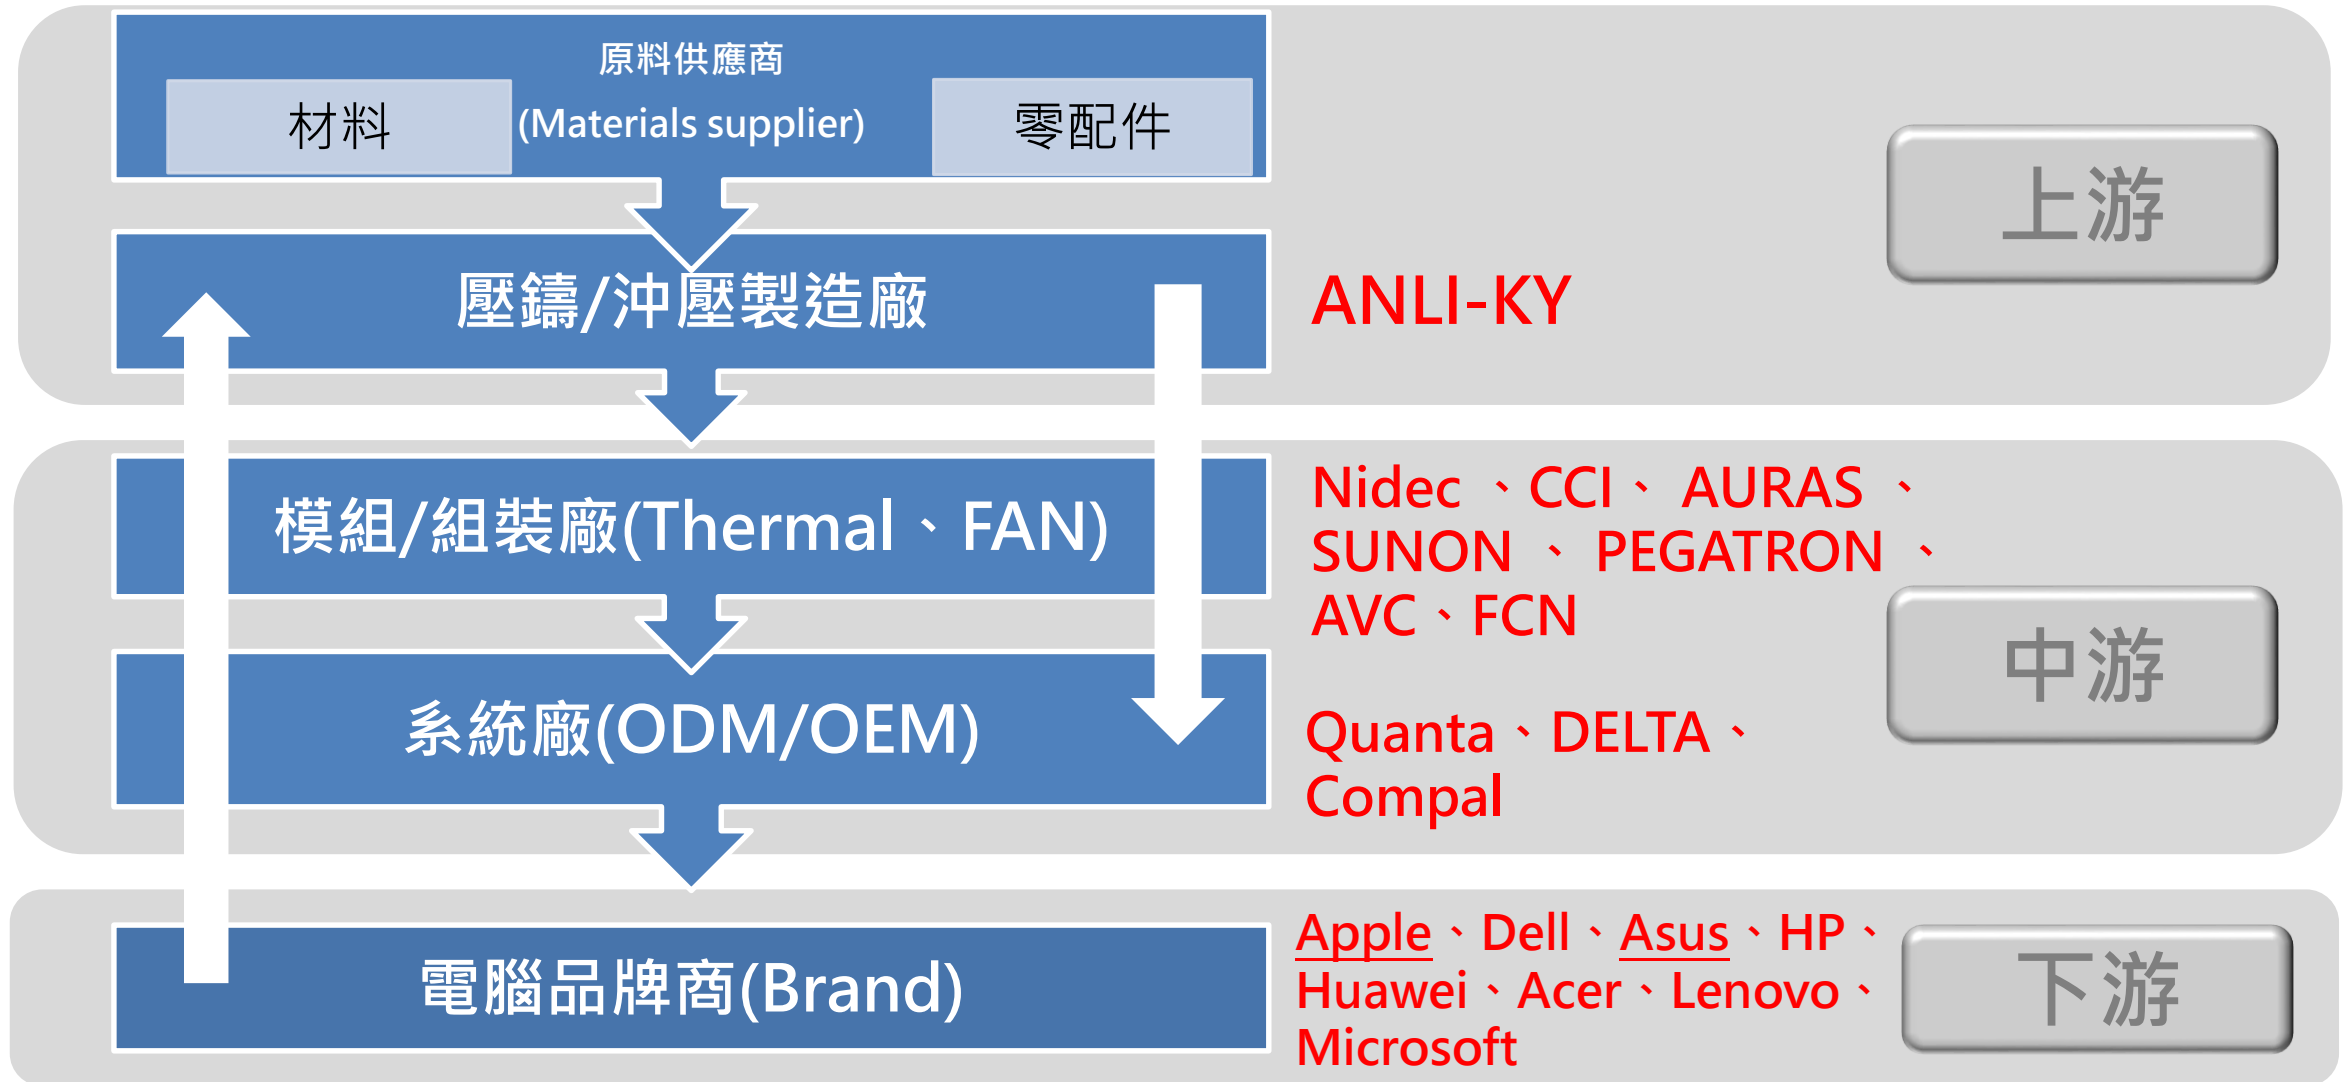 原料供應商
材料
(Materials supplier)
零配件
上游
壓鑄/沖壓製造廠
ANLI-KY
模組/組裝廠(Thermal、FAN)
Nidec 、CCI、 AURAS 、
SUNON 、 PEGATRON 、
AVC、FCN
中游
系統廠(ODM/OEM)
Quanta、DELTA、
Compal
電腦品牌商(Brand)
Apple、Dell、Asus、HP、
Huawei、Acer、Lenovo、
Microsoft
下游